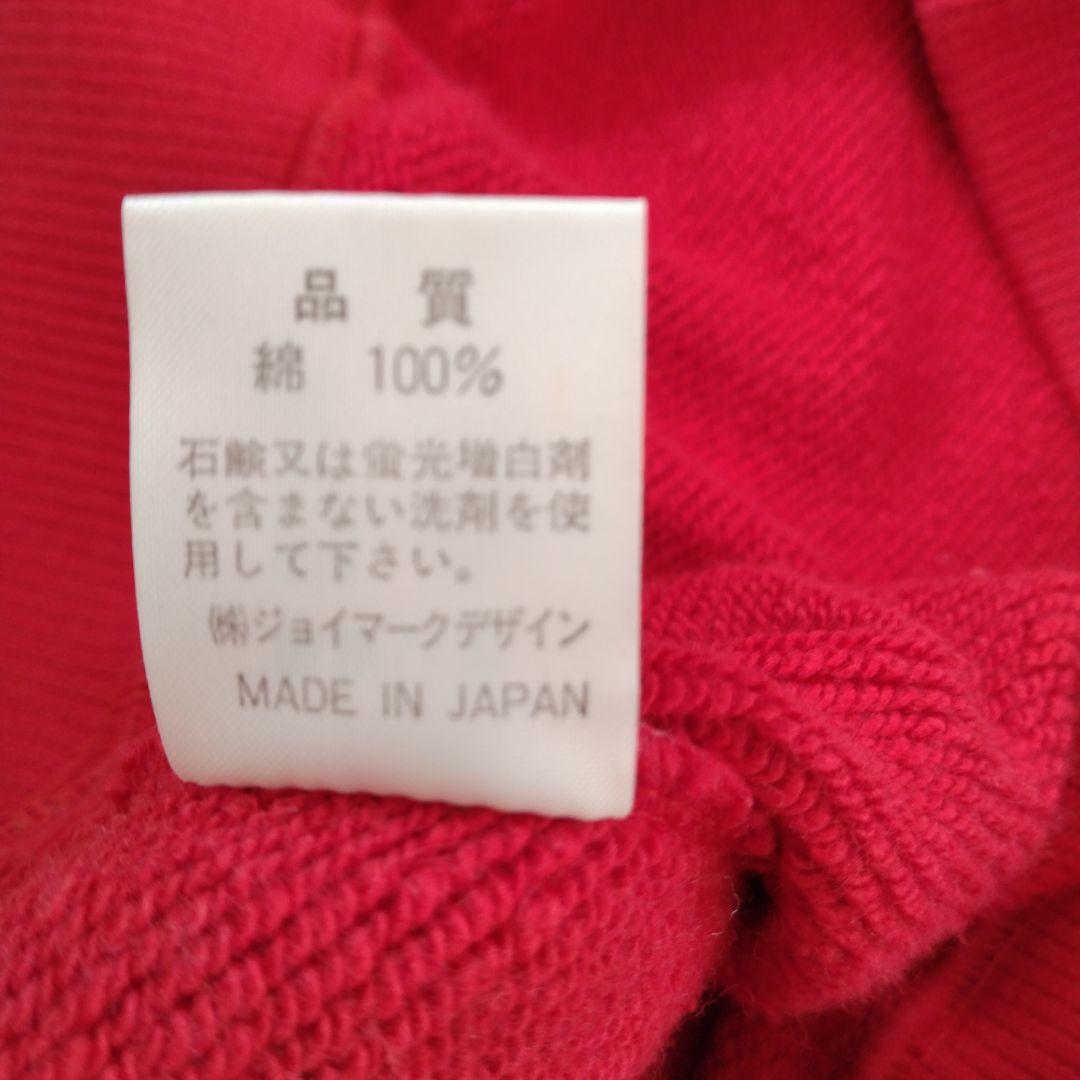 品 質
綿 100%
石鹸又は蛍光増白剤
を含まない洗剤を使
用して下さい。
㈱ジョイマークデザイン
MADE IN JAPAN